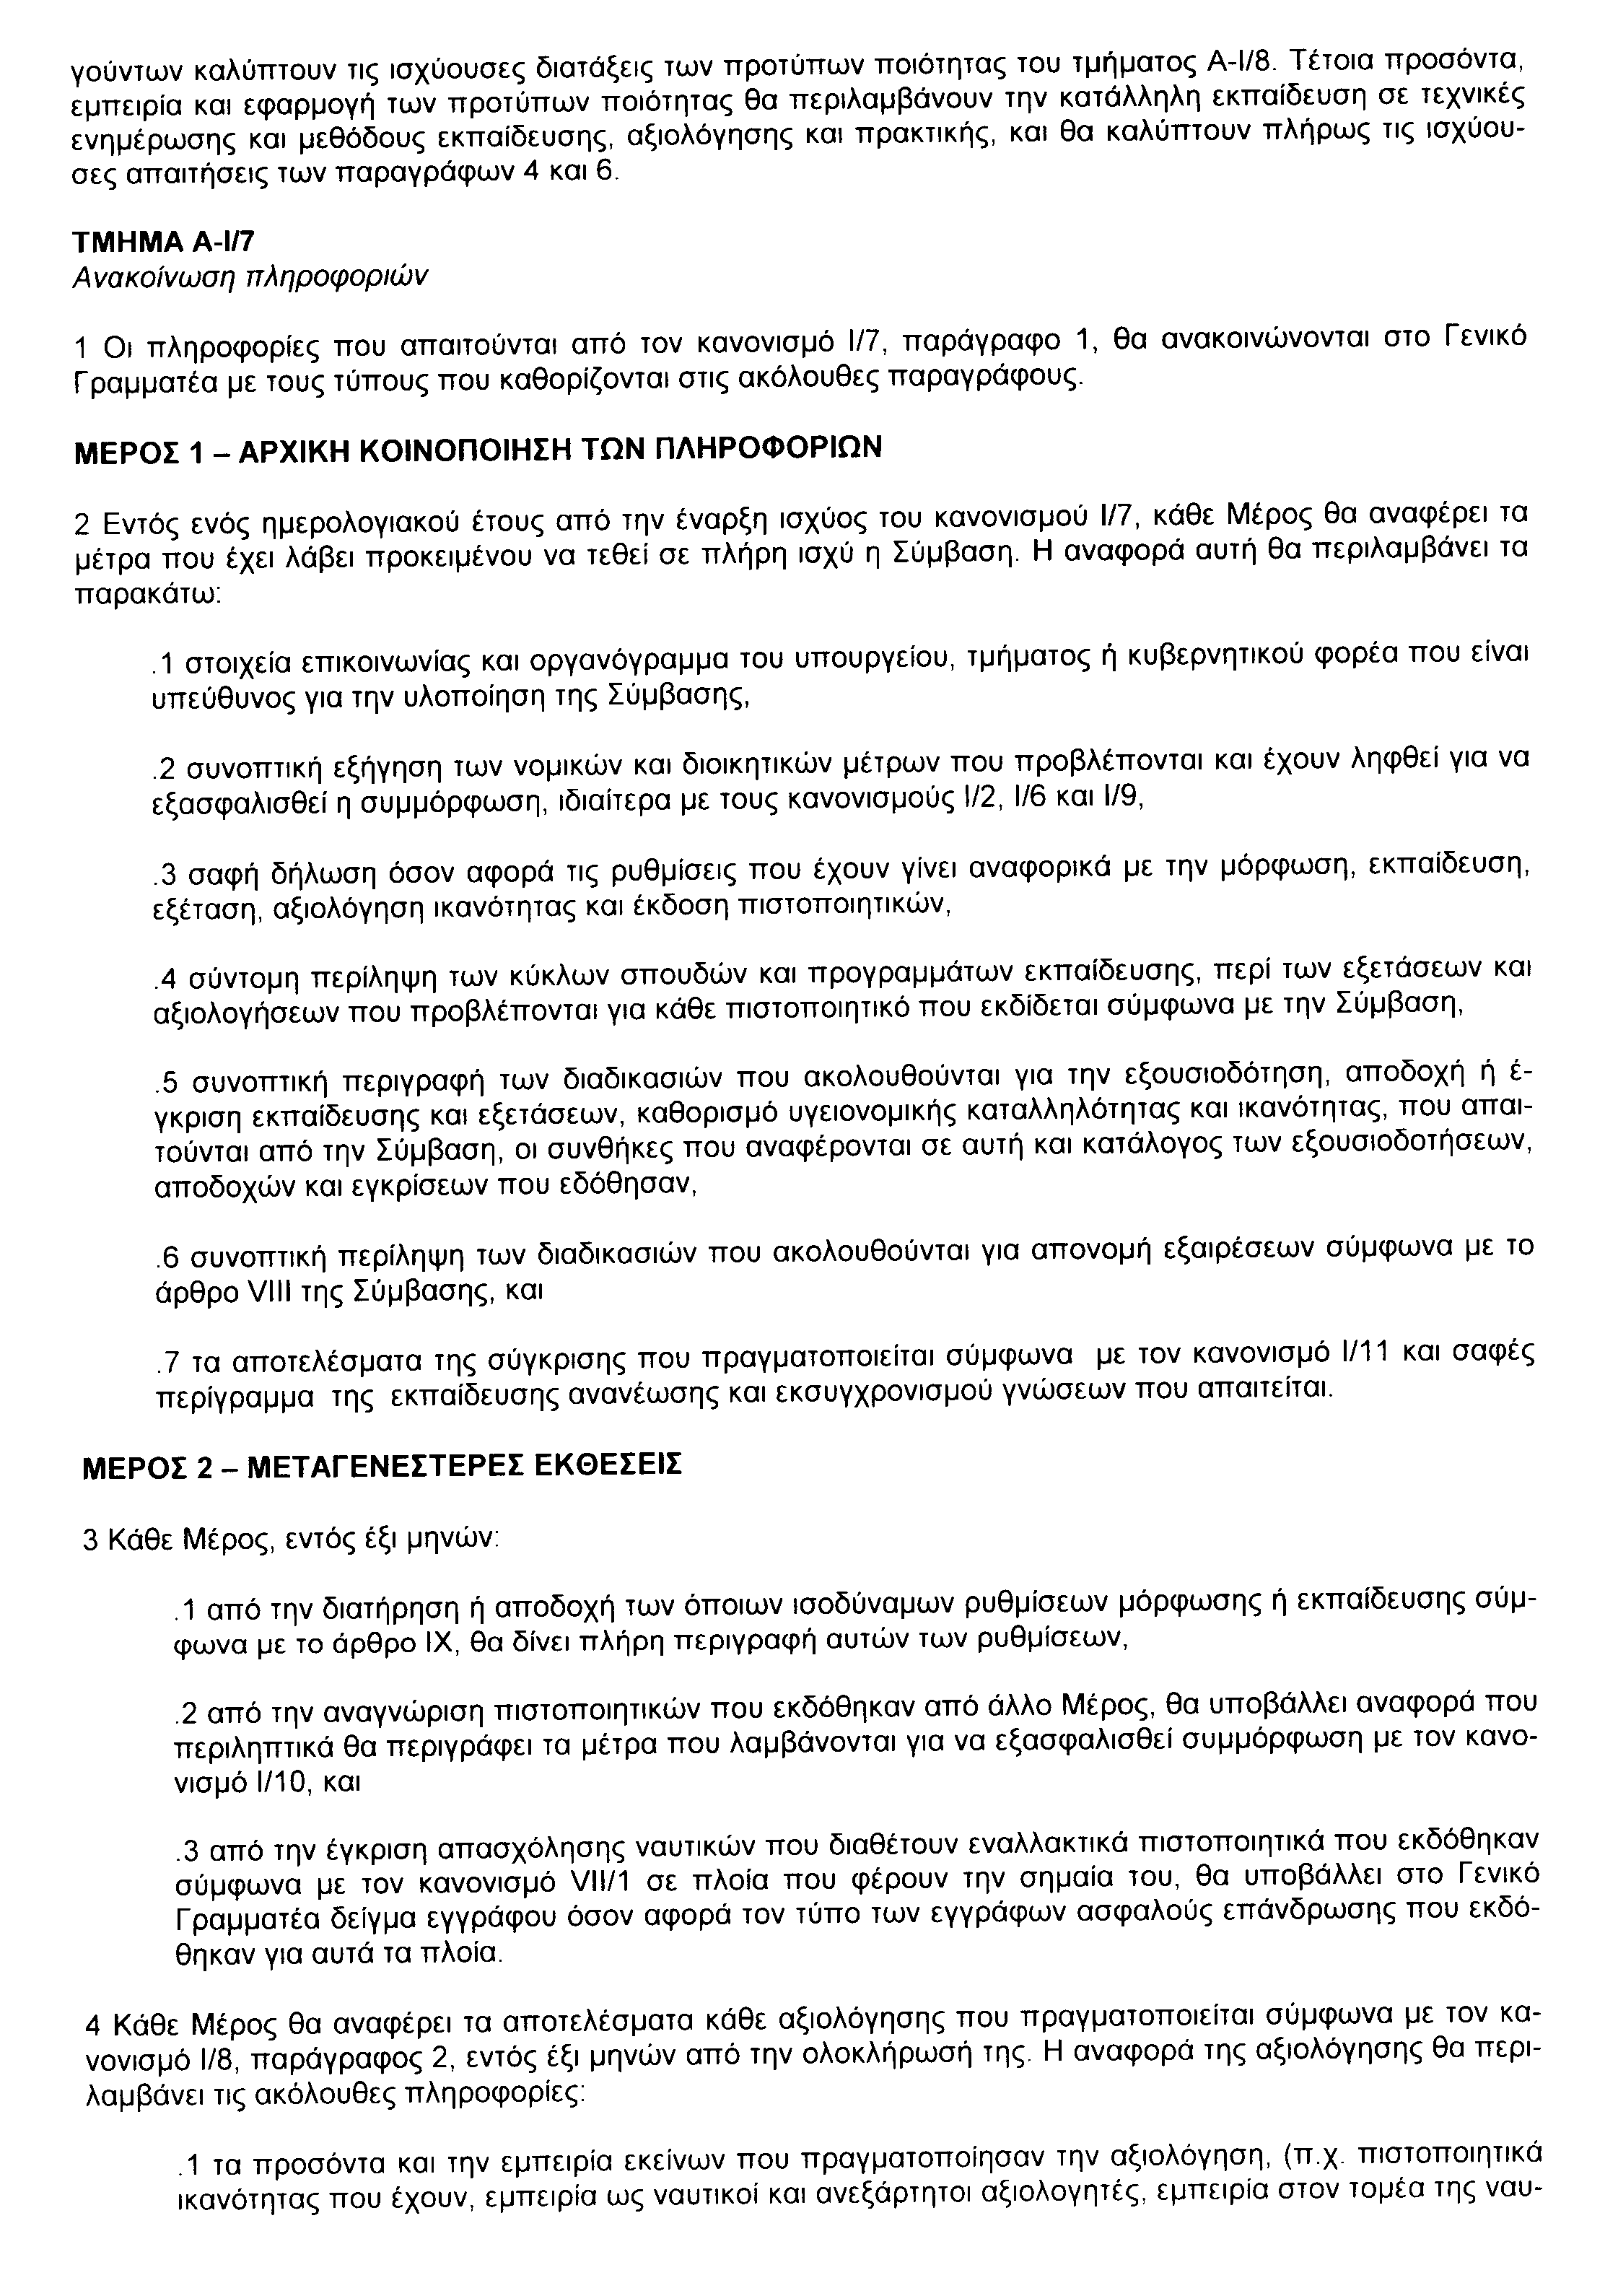 γούντων καλύπτουν τις ισχύουσες διατάξεις των προτύπων ποιότητας του τμήματος A-I/8. Τέτοια προσόντα,
εμπειρία και εφαρμογή των προτύπων ποιότητας θα περιλαμβάνουν την κατάλληλη εκπαίδευση σε τεχνικές
ενημέρωσης και μεθόδους εκπαίδευσης, αξιολόγησης και πρακτικής, και θα καλύπτουν πλήρως τις ισχύου-
σες απαιτήσεις των παραγράφων 4 και 6.
ΤΜΗΜΑ A-I/7
Ανακοίνωση πληροφοριών
1 Οι πληροφορίες που απαιτούνται από τον κανονισμό I/7, παράγραφο 1, θα ανακοινώνονται στο Γενικό
Γραμματέα με τους τύπους που καθορίζονται στις ακόλουθες παραγράφους.
ΜΕΡΟΣ 1 – ΑΡΧΙΚΗ ΚΟΙΝΟΠΟΙΗΣΗ ΤΩΝ ΠΛΗΡΟΦΟΡΙΩΝ
2 Εντός ενός ημερολογιακού έτους από την έναρξη ισχύος του κανονισμού I/7, κάθε Μέρος θα αναφέρει τα
μέτρα που έχει λάβει προκειμένου να τεθεί σε πλήρη ισχύ η Σύμβαση. Η αναφορά αυτή θα περιλαμβάνει τα
παρακάτω:
.1 στοιχεία επικοινωνίας και οργανόγραμμα του υπουργείου, τμήματος ή κυβερνητικού φορέα που είναι
υπεύθυνος για την υλοποίηση της Σύμβασης,
.2 συνοπτική εξήγηση των νομικών και διοικητικών μέτρων που προβλέπονται και έχουν ληφθεί για να
εξασφαλισθεί η συμμόρφωση, ιδιαίτερα με τους κανονισμούς I/2, I/6 και I/9,
.3 σαφή δήλωση όσον αφορά τις ρυθμίσεις που έχουν γίνει αναφορικά με την μόρφωση, εκπαίδευση,
εξέταση, αξιολόγηση ικανότητας και έκδοση πιστοποιητικών,
.4 σύντομη περίληψη των κύκλων σπουδών και προγραμμάτων εκπαίδευσης, περί των εξετάσεων και
αξιολογήσεων που προβλέπονται για κάθε πιστοποιητικό που εκδίδεται σύμφωνα με την Σύμβαση,
.5 συνοπτική περιγραφή των διαδικασιών που ακολουθούνται για την εξουσιοδότηση, αποδοχή ή έ-
γκριση εκπαίδευσης και εξετάσεων, καθορισμό υγειονομικής καταλληλότητας και ικανότητας, που απαι-
τούνται από την Σύμβαση, οι συνθήκες που αναφέρονται σε αυτή και κατάλογος των εξουσιοδοτήσεων,
αποδοχών και εγκρίσεων που εδόθησαν,
.6 συνοπτική περίληψη των διαδικασιών που ακολουθούνται για απονομή εξαιρέσεων σύμφωνα με το
άρθρο VIII της Σύμβασης, και
.7 τα αποτελέσματα της σύγκρισης που πραγματοποιείται σύμφωνα με τον κανονισμό I/11 και σαφές
περίγραμμα της εκπαίδευσης ανανέωσης και εκσυγχρονισμού γνώσεων που απαιτείται.
ΜΕΡΟΣ 2 – ΜΕΤΑΓΕΝΕΣΤΕΡΕΣ ΕΚΘΕΣΕΙΣ
3 Κάθε Μέρος, εντός έξι μηνών:
.1 από την διατήρηση ή αποδοχή των όποιων ισοδύναμων ρυθμίσεων μόρφωσης ή εκπαίδευσης σύμ-
φωνα με το άρθρο IX, θα δίνει πλήρη περιγραφή αυτών των ρυθμίσεων,
.2 από την αναγνώριση πιστοποιητικών που εκδόθηκαν από άλλο Μέρος, θα υποβάλλει αναφορά που
περιληπτικά θα περιγράφει τα μέτρα που λαμβάνονται για να εξασφαλισθεί συμμόρφωση με τον κανο-
νισμό I/10, και
.3 από την έγκριση απασχόλησης ναυτικών που διαθέτουν εναλλακτικά πιστοποιητικά που εκδόθηκαν
σύμφωνα με τον κανονισμό VII/1 σε πλοία που φέρουν την σημαία του, θα υποβάλλει στο Γενικό
Γραμματέα δείγμα εγγράφου όσον αφορά τον τύπο των εγγράφων ασφαλούς επάνδρωσης που εκδό-
θηκαν για αυτά τα πλοία.
4 Κάθε Μέρος θα αναφέρει τα αποτελέσματα κάθε αξιολόγησης που πραγματοποιείται σύμφωνα με τον κα-
νονισμό I/8, παράγραφος 2, εντός έξι μηνών από την ολοκλήρωσή της. Η αναφορά της αξιολόγησης θα περι-
λαμβάνει τις ακόλουθες πληροφορίες:
.1 τα προσόντα και την εμπειρία εκείνων που πραγματοποίησαν την αξιολόγηση, (π.χ. πιστοποιητικά
ικανότητας που έχουν, εμπειρία ως ναυτικοί και ανεξάρτητοι αξιολογητές, εμπειρία στον τομέα της ναυ-